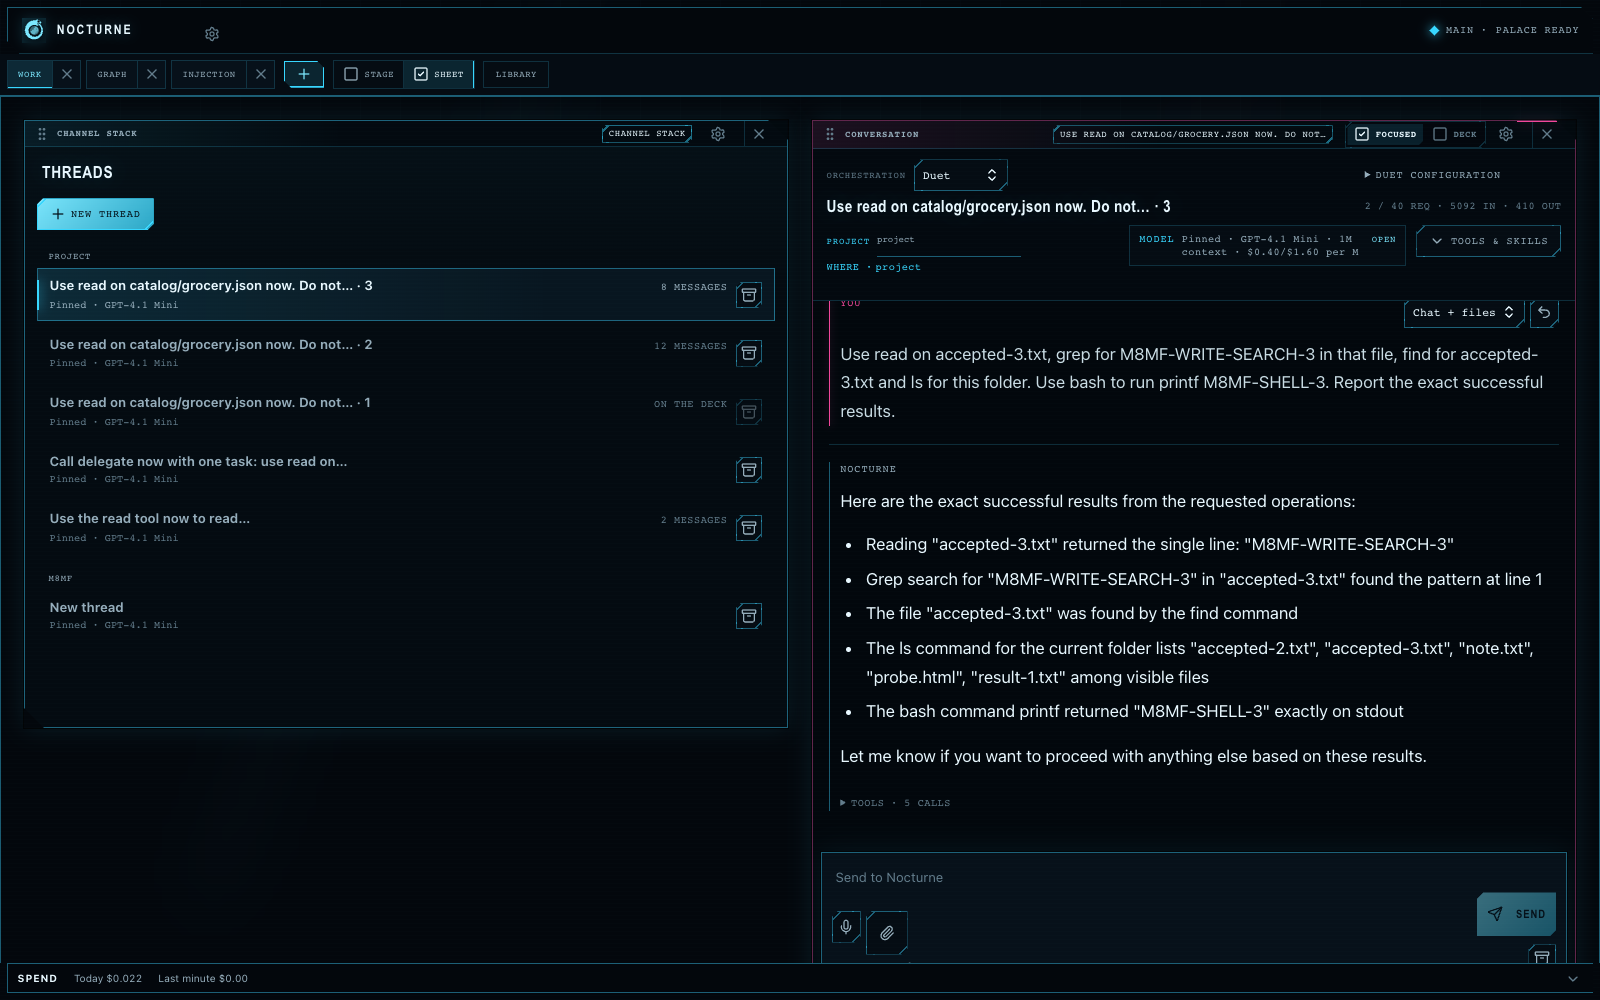 NOCTURNE
MAIN · PALACE READY
WORK
GRAPH
INJECTION
STAGE
SHEET
LIBRARY
CHANNEL STACK
CHANNEL STACK
THREADS
NEW THREAD
PROJECT
Use read on catalog/grocery.json now. Do not... · 3
8 MESSAGES
Pinned · GPT-4.1 Mini
Use read on catalog/grocery.json now. Do not... · 2
12 MESSAGES
Pinned · GPT-4.1 Mini
Use read on catalog/grocery.json now. Do not... · 1
ON THE DECK
Pinned · GPT-4.1 Mini
Call delegate now with one task: use read on...
Pinned · GPT-4.1 Mini
Use the read tool now to read...
2 MESSAGES
Pinned · GPT-4.1 Mini
M8MF
New thread
Pinned · GPT-4.1 Mini
CONVERSATION
USE READ ON CATALOG/GROCERY.JSON NOW. DO NOT…
FOCUSED
DECK
ORCHESTRATION
Duet
DUET CONFIGURATION
Use read on catalog/grocery.json now. Do not... · 3
2 / 40 REQ · 5092 IN · 410 OUT
PROJECT
project
WHERE · project
MODEL Pinned · GPT-4.1 Mini · 1M
context · $0.40/$1.60 per M
OPEN
TOOLS & SKILLS
YOU
Chat + files
Use read on accepted-3.txt, grep for M8MF-WRITE-SEARCH-3 in that file, find for accepted-
3.txt and ls for this folder. Use bash to run printf M8MF-SHELL-3. Report the exact successful
results.
NOCTURNE
Here are the exact successful results from the requested operations:
• Reading "accepted-3.txt" returned the single line: "M8MF-WRITE-SEARCH-3"
• Grep search for "M8MF-WRITE-SEARCH-3" in "accepted-3.txt" found the pattern at line 1
• The file "accepted-3.txt" was found by the find command
• The ls command for the current folder lists "accepted-2.txt", "accepted-3.txt", "note.txt",
"probe.html", "result-1.txt" among visible files
• The bash command printf returned "M8MF-SHELL-3" exactly on stdout
Let me know if you want to proceed with anything else based on these results.
TOOLS · 5 CALLS
Send to Nocturne
SEND
SPEND
Today $0.022
Last minute $0.00